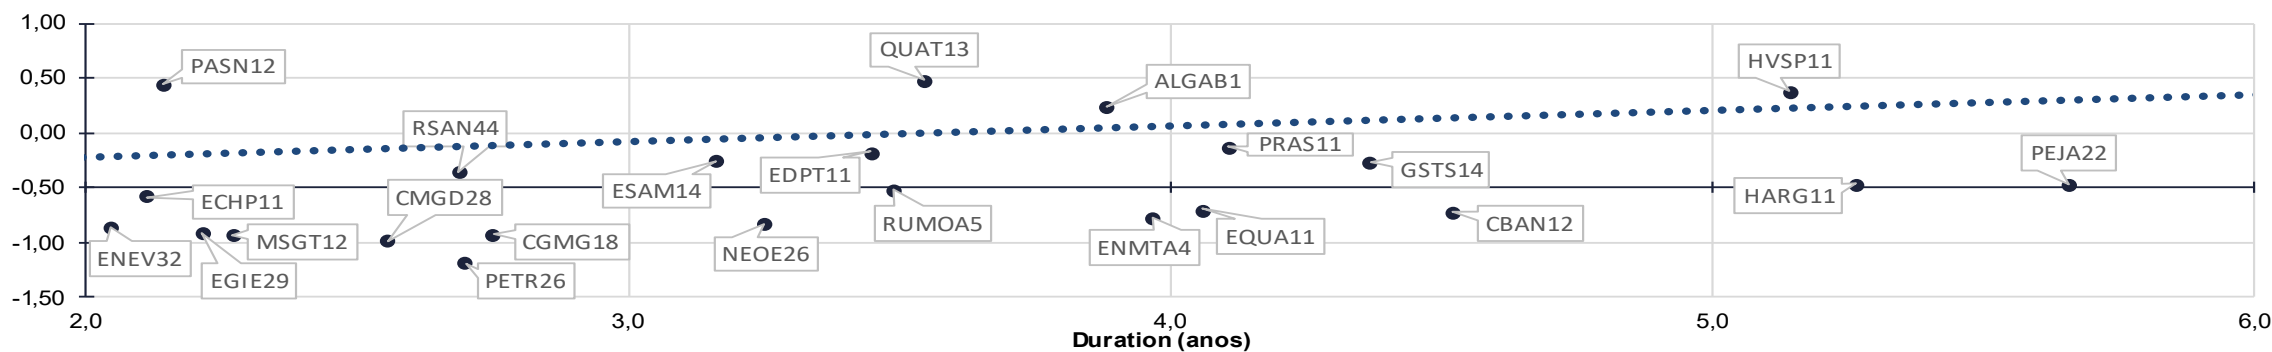 1,00
0,50
0,00
-0,50
-1,00
-1,50
PASN12
QUAT13
ALGAB1
HVSP11
RSAN44
PRAS11
PEJA22
EDPT11
GSTS14
ESAM14
HARG11
ECHP11
CMGD28
RUMOA5
CBAN12
MSGT12
CGMG18
EQUA11
ENMTA4
NEOE26
ENEV32
EGIE29
PETR26
2,0
3,0
4,0
5,0
6,0
Duration (anos)